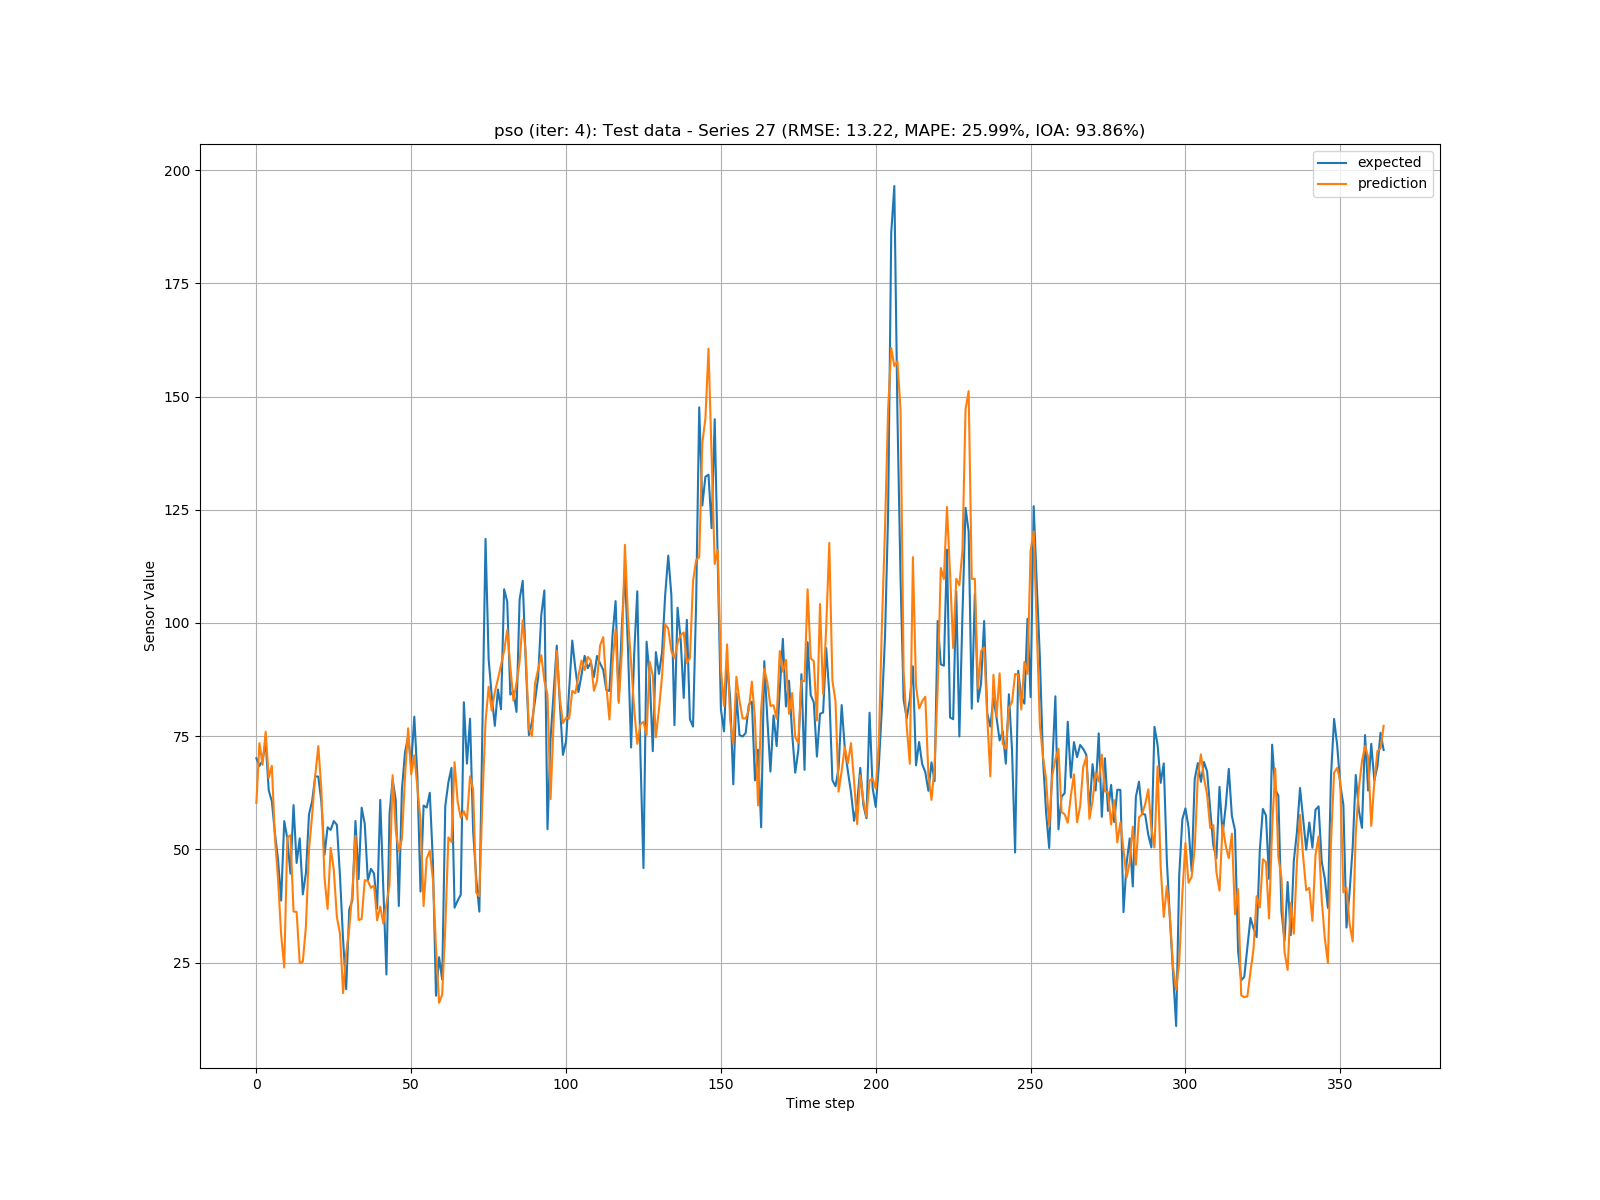 pso (iter: 4): Test data - Series 27 (RMSE: 13.22, MAPE: 25.99%, IOA: 93.86%)
expected
prediction
200
175
150
125
100
75
50
25
Sensor Value
0 50 100 150 200 250 300 350
Time step